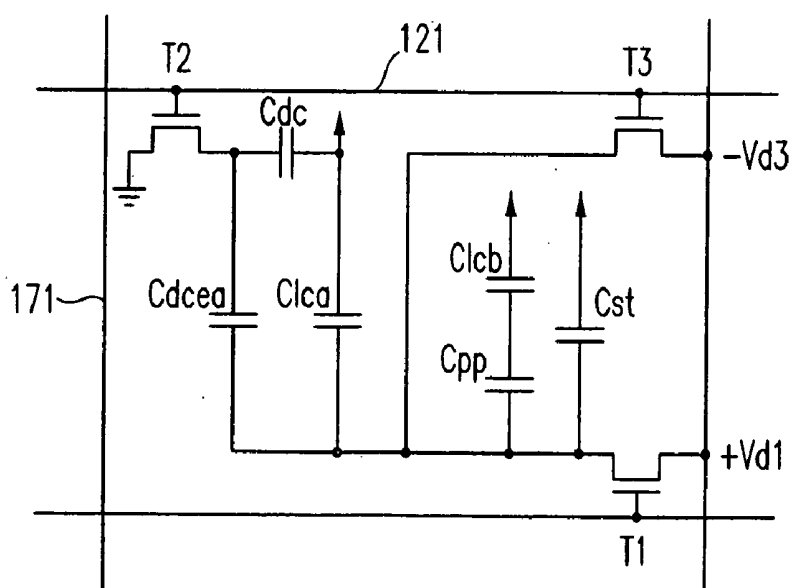 121
T2
T3
Cdc
-Vd3
Clcb
171
Cdcea
Clca
Cst
Cpp
+Vd1
T1